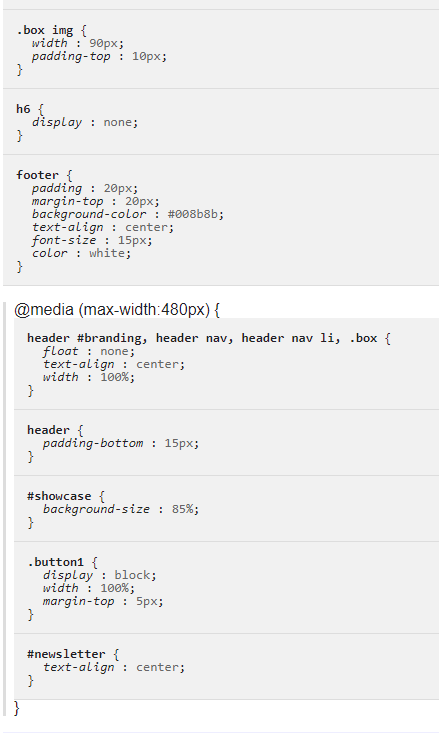 .box img {
width : 90px;
padding-top : 10px;
}
h6 {
display : none;
}
footer {
padding : 20px;
margin-top : 20px;
background-color : #008b8b;
text-align : center;
font-size : 15px;
color : white;
}
@media (max-width:480px) {
header #branding, header nav, header nav li, .box {
float : none;
text-align : center;
width : 100%;
}
header {
padding-bottom : 15px;
}
#showcase {
background-size : 85%;
}
.button1 {
display : block;
width : 100%;
margin-top : 5px;
}
#newsletter {
text-align : center;
}
}